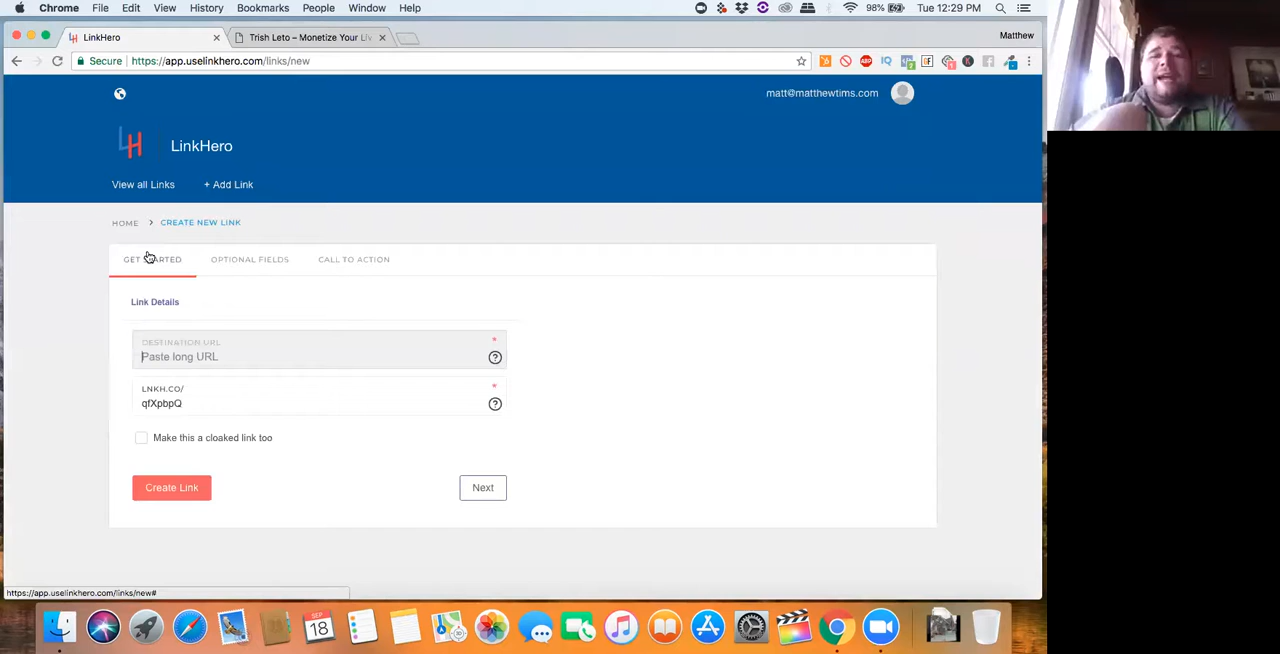 Chrome File Edit View History Bookmarks People Window Help 98% Tue 12:29 PM
LinkHero Trish Leto – Monetize Your Liv Matthew
Secure https://app.uselinkhero.com/links/new
matt@matthewtims.com
LH LinkHero
View all Links + Add Link
HOME > CREATE NEW LINK
GET STARTED OPTIONAL FIELDS CALL TO ACTION
Link Details
DESTINATION URL *
Paste long URL ?
LNKH.CO/ *
qfXpbpQ ?
Make this a cloaked link too
Create Link Next
https://app.uselinkhero.com/links/new#
SEP
18